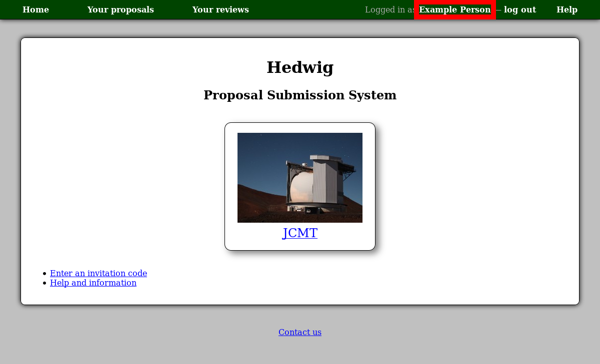 Home Your proposals Your reviews Logged in as Example Person — log out Help
Hedwig
Proposal Submission System
JCMT
Enter an invitation code
Help and information
Contact us